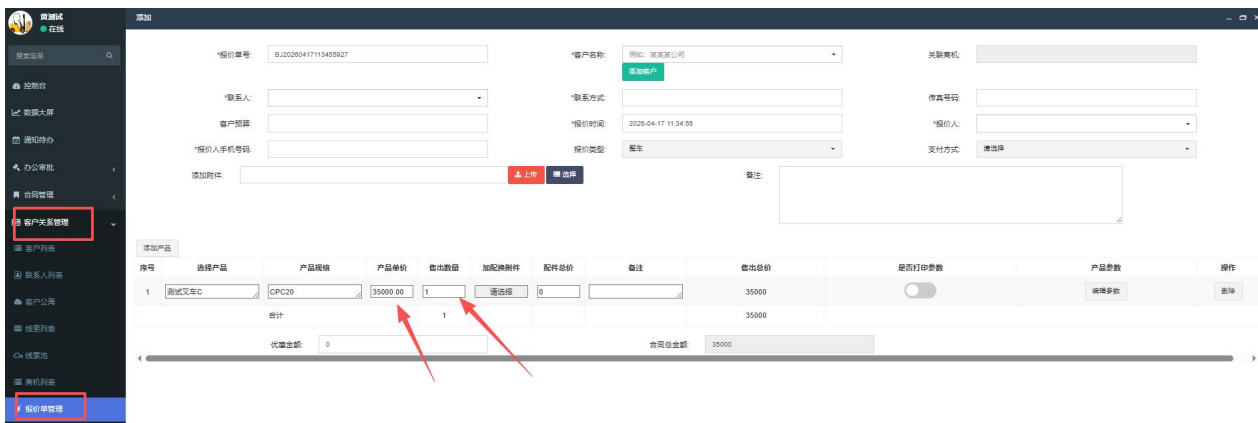 黄测试
在线
添加
搜索菜单
控制台
数据大屏
通知待办
办公审批
合同管理
客户关系管理
客户列表
联系人列表
客户公海
线索列表
线索池
商机列表
报价单管理
*报价单号: BJ20260417113455927 *客户名称: 例如：某某某公司 关联商机:
添加客户
*联系人: *联系方式: 传真号码:
客户预算: *报价时间: 2026-04-17 11:34:55 *报价人:
*报价人手机号码: 报价类型: 整车 支付方式: 请选择
添加附件: 上传 选择 备注:
添加产品
序号 选择产品 产品规格 产品单价 售出数量 加配换附件 配件总价 备注 售出总价 是否打印参数 产品参数 操作
1 测试叉车C CPC20 35000.00 1 请选择 0 35000 编辑参数 删除
合计 1 35000
优惠金额: 0 合同总金额: 35000